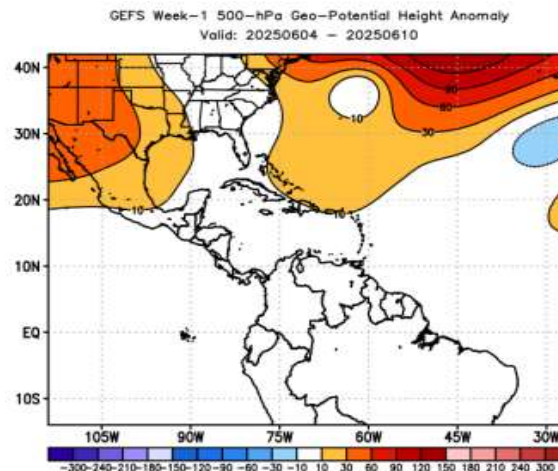 GEFS Week-1 500-hPa Geo-Potential Height Anomaly
Valid: 20250604 - 20250610
40N
30N
20N
10N
EQ
10S
90
60
30
10
10
10
105W 90W 75W 60W 45W 30W
-300-240-210-180-150-120-90 -60 -30 -10 10 30 60 90 120 150 180 210 240